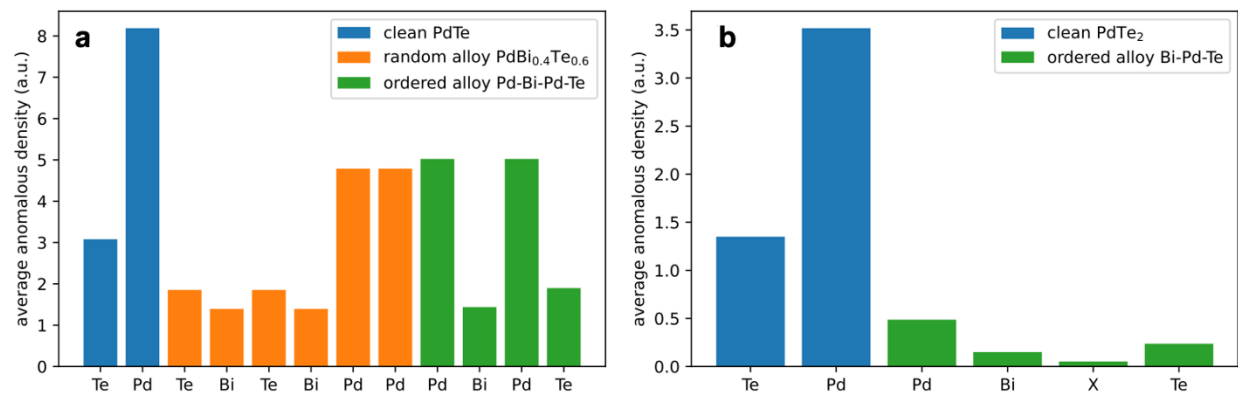 a
clean PdTe
random alloy PdBi0.4Te0.6
ordered alloy Pd-Bi-Pd-Te
average anomalous density (a.u.)
8
7
6
5
4
3
2
1
0
Te Pd Te Bi Te Bi Pd Pd Pd Bi Pd Te
b
clean PdTe2
ordered alloy Bi-Pd-Te
average anomalous density (a.u.)
3.5
3.0
2.5
2.0
1.5
1.0
0.5
0.0
Te Pd Pd Bi X Te